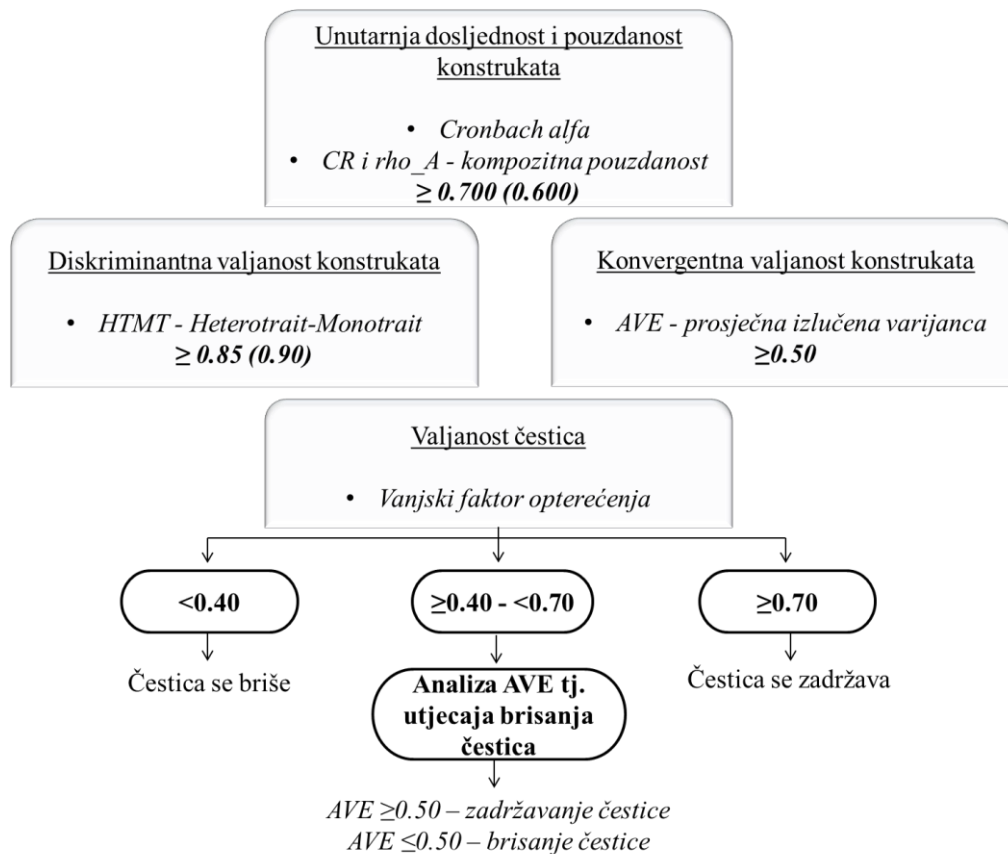 Unutarnja dosljednost i pouzdanost
konstrukata
• Cronbach alfa
• CR i rho_A - kompozitna pouzdanost
≥ 0.700 (0.600)
Diskriminantna valjanost konstrukata
• HTMT - Heterotrait-Monotrait
≥ 0.85 (0.90)
Konvergentna valjanost konstrukata
• AVE - prosječna izlučena varijanca
≥0.50
Valjanost čestica
• Vanjski faktor opterećenja
<0.40
≥0.40 - <0.70
≥0.70
Čestica se briše
Analiza AVE tj.
utjecaja brisanja
čestica
Čestica se zadržava
AVE ≥0.50 – zadržavanje čestice
AVE ≤0.50 – brisanje čestice